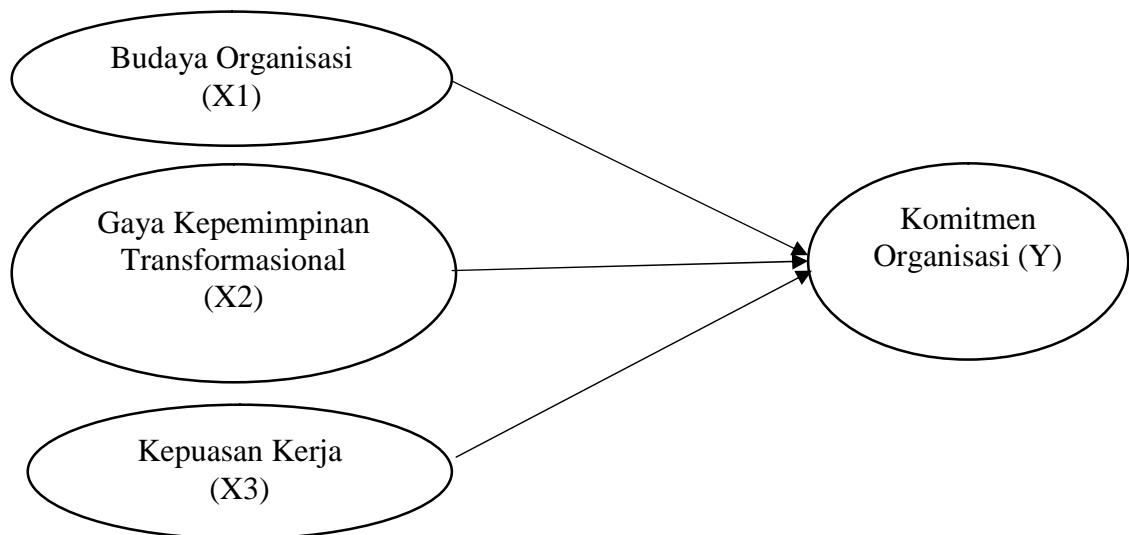 Budaya Organisasi
(X1)
Gaya Kepemimpinan
Transformasional
(X2)
Kepuasan Kerja
(X3)
Komitmen
Organisasi (Y)